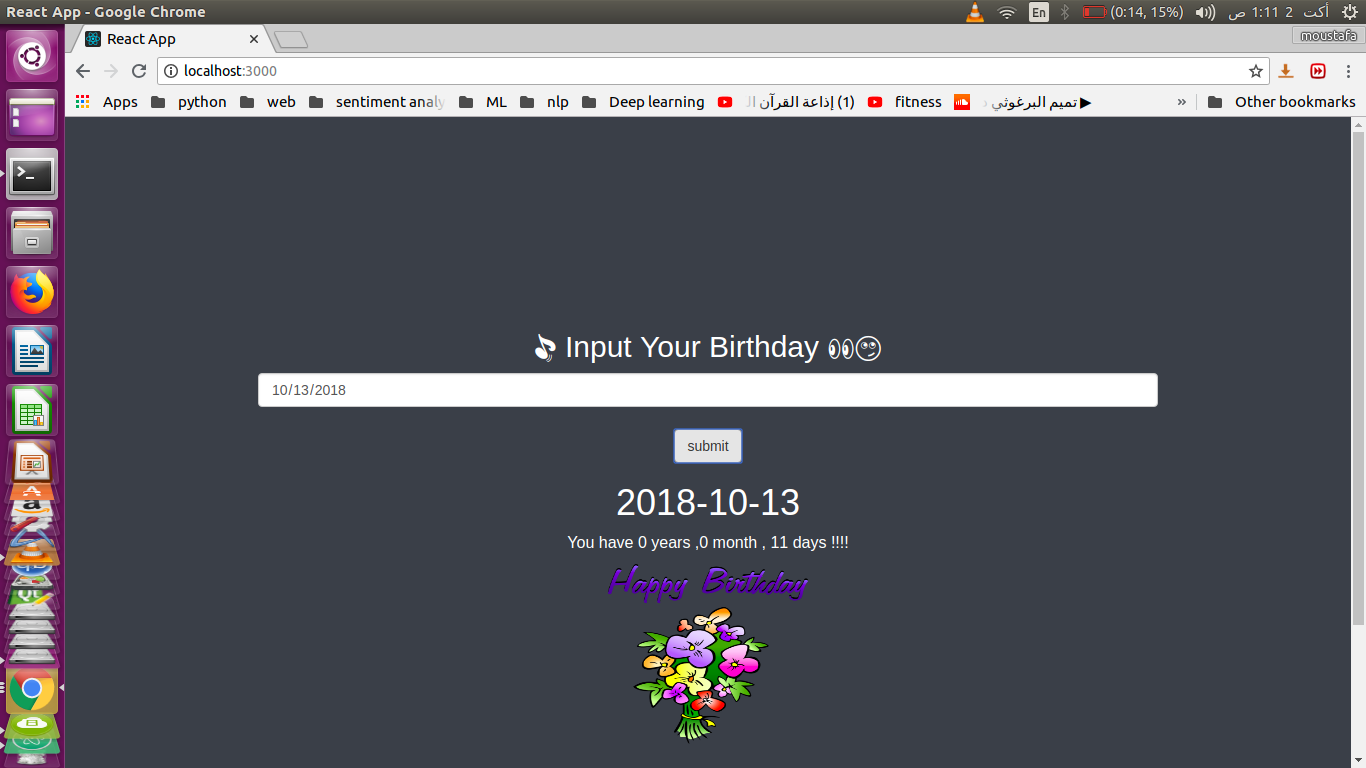 React App - Google Chrome
En (0:14, 15%) أكت 2 1:11 ص
React App
moustafa
localhost:3000
Apps python web sentiment analy ML nlp Deep learning (1) إذاعة القرآن ال fitness ▶ تميم البرغوثي » Other bookmarks
Input Your Birthday
10/13/2018
submit
2018-10-13
You have 0 years ,0 month , 11 days !!!!
Happy Birthday